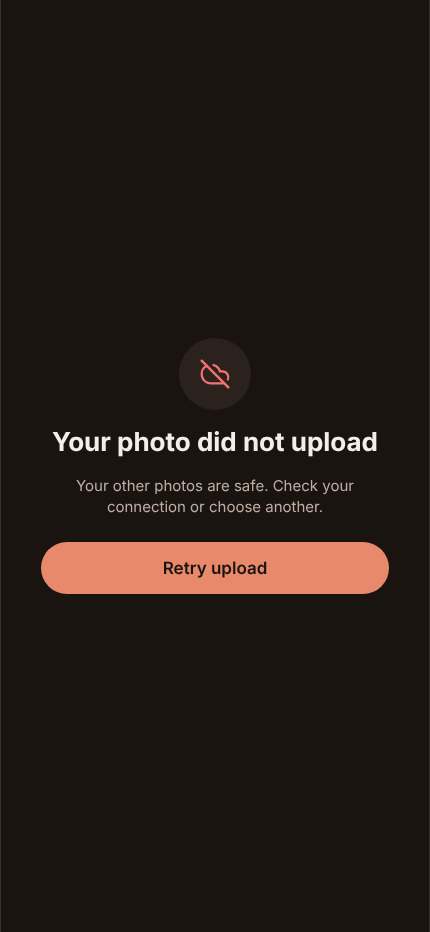 Your photo did not upload
Your other photos are safe. Check your
connection or choose another.
Retry upload